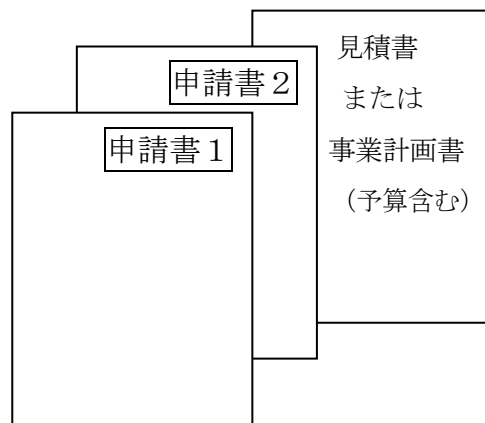 申請書１
申請書２
見積書
または
事業計画書
（予算含む）